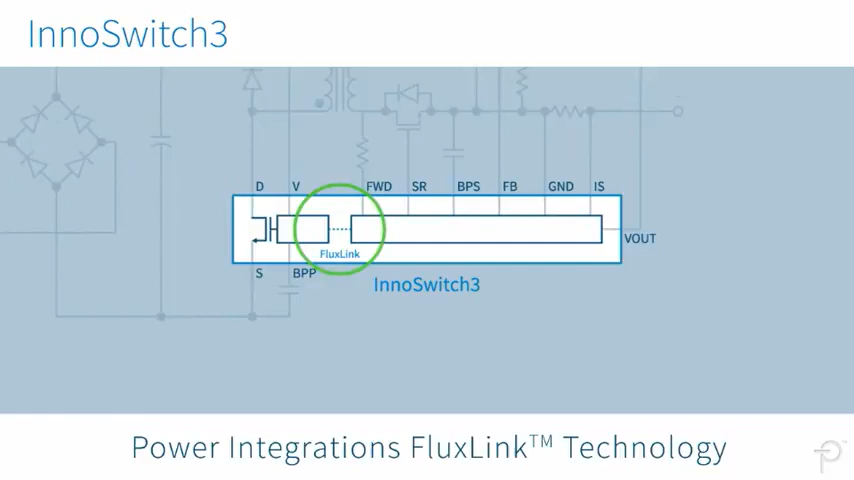 InnoSwitch3
D V FWD SR BPS FB GND IS
FluxLink
VOUT
S BPP
InnoSwitch3
Power Integrations FluxLink™ Technology